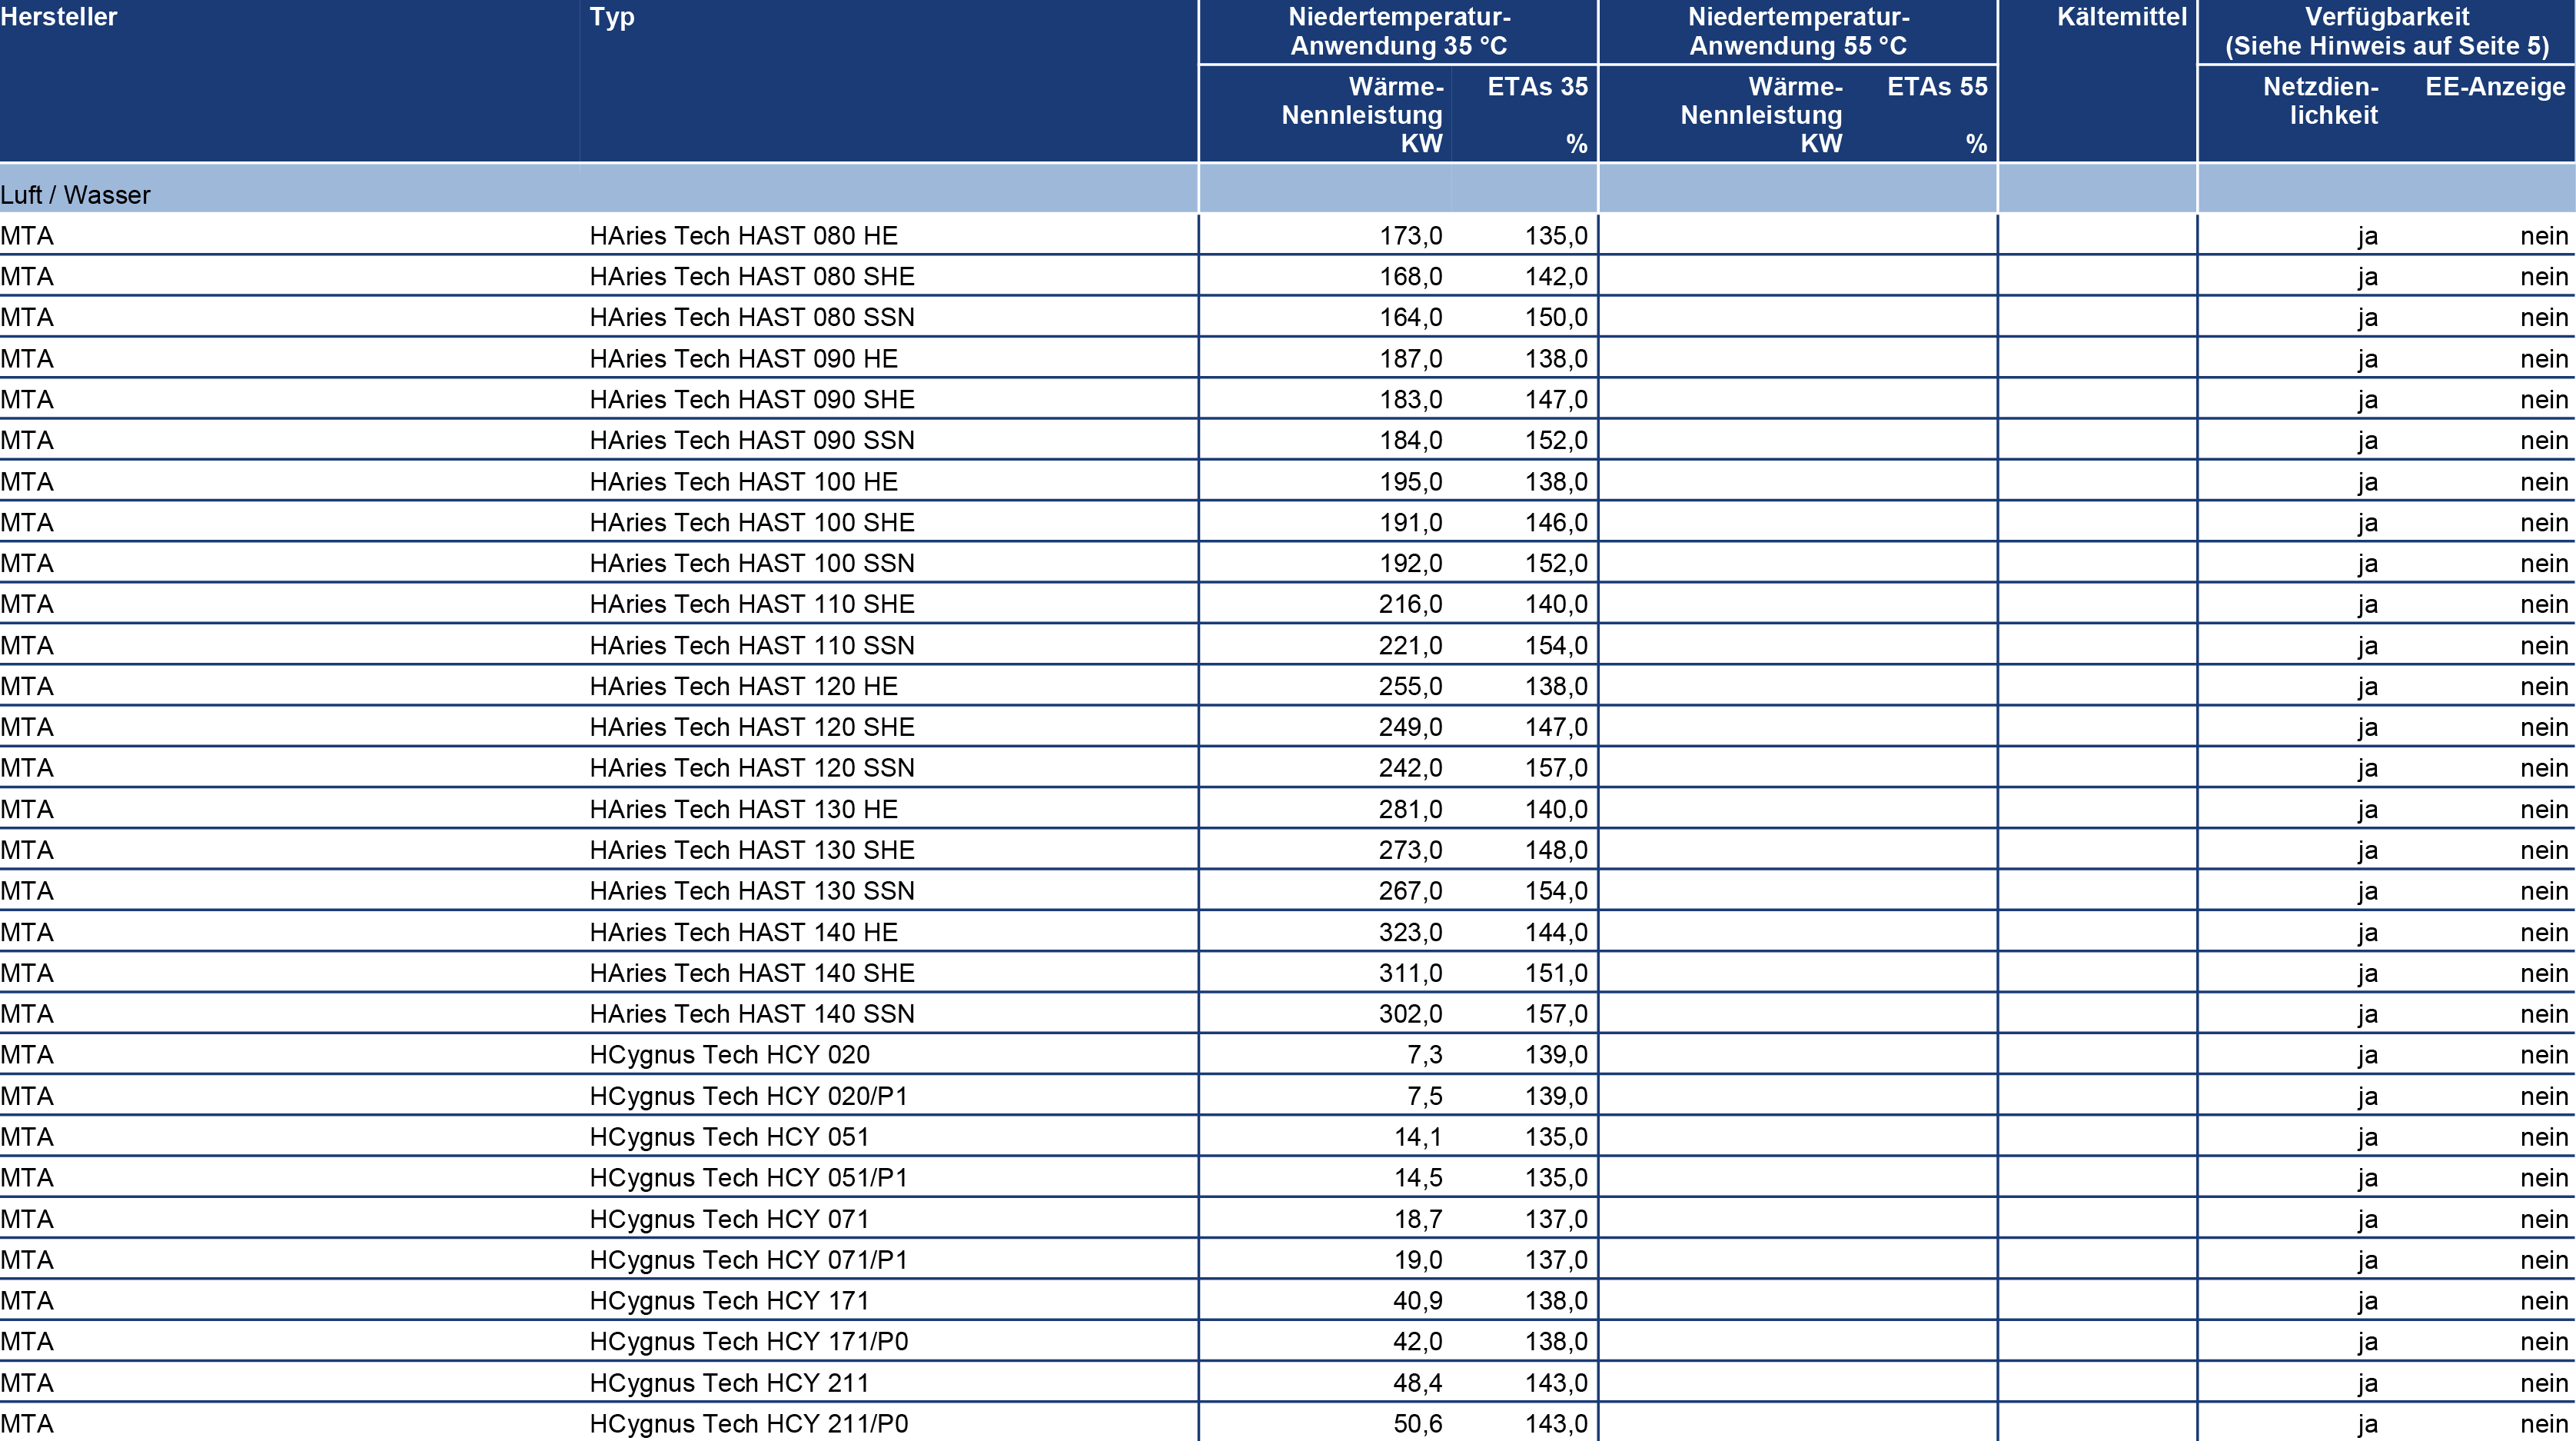 Hersteller Typ Niedertemperatur- Niedertemperatur- Kältemittel Verfügbarkeit
Anwendung 35 °C Anwendung 55 °C (Siehe Hinweis auf Seite 5)
Wärme- ETAs 35 Wärme- ETAs 55 Netzdien- EE-Anzeige
Nennleistung Nennleistung lichkeit
KW % KW %
Luft / Wasser
MTA HAries Tech HAST 080 HE 173,0 135,0 ja nein
MTA HAries Tech HAST 080 SHE 168,0 142,0 ja nein
MTA HAries Tech HAST 080 SSN 164,0 150,0 ja nein
MTA HAries Tech HAST 090 HE 187,0 138,0 ja nein
MTA HAries Tech HAST 090 SHE 183,0 147,0 ja nein
MTA HAries Tech HAST 090 SSN 184,0 152,0 ja nein
MTA HAries Tech HAST 100 HE 195,0 138,0 ja nein
MTA HAries Tech HAST 100 SHE 191,0 146,0 ja nein
MTA HAries Tech HAST 100 SSN 192,0 152,0 ja nein
MTA HAries Tech HAST 110 SHE 216,0 140,0 ja nein
MTA HAries Tech HAST 110 SSN 221,0 154,0 ja nein
MTA HAries Tech HAST 120 HE 255,0 138,0 ja nein
MTA HAries Tech HAST 120 SHE 249,0 147,0 ja nein
MTA HAries Tech HAST 120 SSN 242,0 157,0 ja nein
MTA HAries Tech HAST 130 HE 281,0 140,0 ja nein
MTA HAries Tech HAST 130 SHE 273,0 148,0 ja nein
MTA HAries Tech HAST 130 SSN 267,0 154,0 ja nein
MTA HAries Tech HAST 140 HE 323,0 144,0 ja nein
MTA HAries Tech HAST 140 SHE 311,0 151,0 ja nein
MTA HAries Tech HAST 140 SSN 302,0 157,0 ja nein
MTA HCygnus Tech HCY 020 7,3 139,0 ja nein
MTA HCygnus Tech HCY 020/P1 7,5 139,0 ja nein
MTA HCygnus Tech HCY 051 14,1 135,0 ja nein
MTA HCygnus Tech HCY 051/P1 14,5 135,0 ja nein
MTA HCygnus Tech HCY 071 18,7 137,0 ja nein
MTA HCygnus Tech HCY 071/P1 19,0 137,0 ja nein
MTA HCygnus Tech HCY 171 40,9 138,0 ja nein
MTA HCygnus Tech HCY 171/P0 42,0 138,0 ja nein
MTA HCygnus Tech HCY 211 48,4 143,0 ja nein
MTA HCygnus Tech HCY 211/P0 50,6 143,0 ja nein